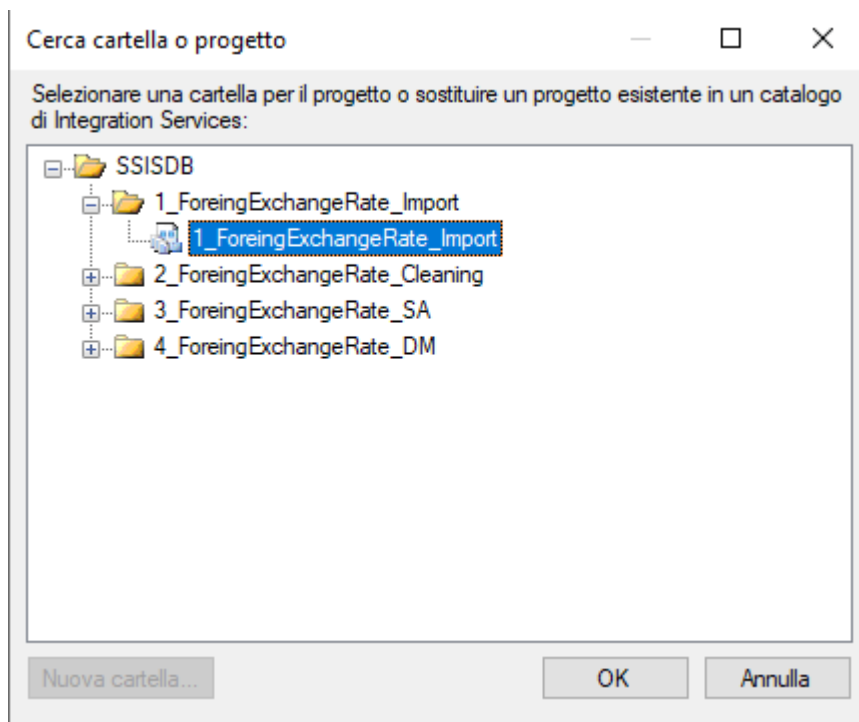 Cerca cartella o progetto
Selezionare una cartella per il progetto o sostituire un progetto esistente in un catalogo
di Integration Services:
SSISDB
1_ForeingExchangeRate_Import
1_ForeingExchangeRate_Import
2_ForeingExchangeRate_Cleaning
3_ForeingExchangeRate_SA
4_ForeingExchangeRate_DM
Nuova cartella... OK Annulla